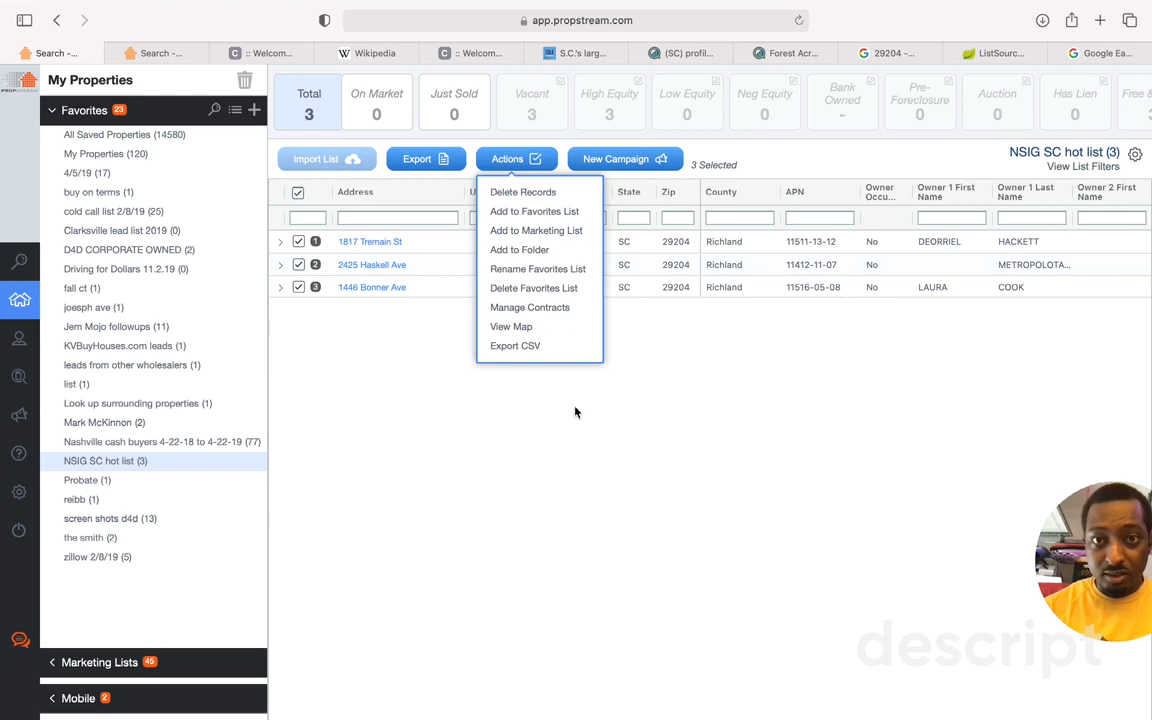 app.propstream.com
Search -...
Search -...
:: Welcom...
Wikipedia
:: Welcom...
S.C.'s larg...
(SC) profil...
Forest Acr...
29204 -...
ListSourc...
Google Ea...
PROPSTREAM
My Properties
Favorites 23
All Saved Properties (14580)
My Properties (120)
4/5/19 (17)
buy on terms (1)
cold call list 2/8/19 (25)
Clarksville lead list 2019 (0)
D4D CORPORATE OWNED (2)
Driving for Dollars 11.2.19 (0)
fall ct (1)
joesph ave (1)
Jem Mojo followups (11)
KVBuyHouses.com leads (1)
leads from other wholesalers (1)
list (1)
Look up surrounding properties (1)
Mark McKinnon (2)
Nashville cash buyers 4-22-18 to 4-22-19 (77)
NSIG SC hot list (3)
Probate (1)
reibb (1)
screen shots d4d (13)
the smith (2)
zillow 2/8/19 (5)
Marketing Lists 45
Mobile 2
Total
3
On Market
0
Just Sold
0
Vacant
3
High Equity
3
Low Equity
0
Neg Equity
0
Bank
Owned
-
Pre-
Foreclosure
0
Auction
0
Has Lien
0
Free &
Import List
Export
Actions
New Campaign
3 Selected
NSIG SC hot list (3)
View List Filters
Address
State
Zip
County
APN
Owner
Occu...
Owner 1 First
Name
Owner 1 Last
Name
Owner 2 First
Name
1 1817 Tremain St SC 29204 Richland 11511-13-12 No DEORRIEL HACKETT
2 2425 Haskell Ave SC 29204 Richland 11412-11-07 No METROPOLOTA...
3 1446 Bonner Ave SC 29204 Richland 11516-05-08 No LAURA COOK
Delete Records
Add to Favorites List
Add to Marketing List
Add to Folder
Rename Favorites List
Delete Favorites List
Manage Contracts
View Map
Export CSV
descript